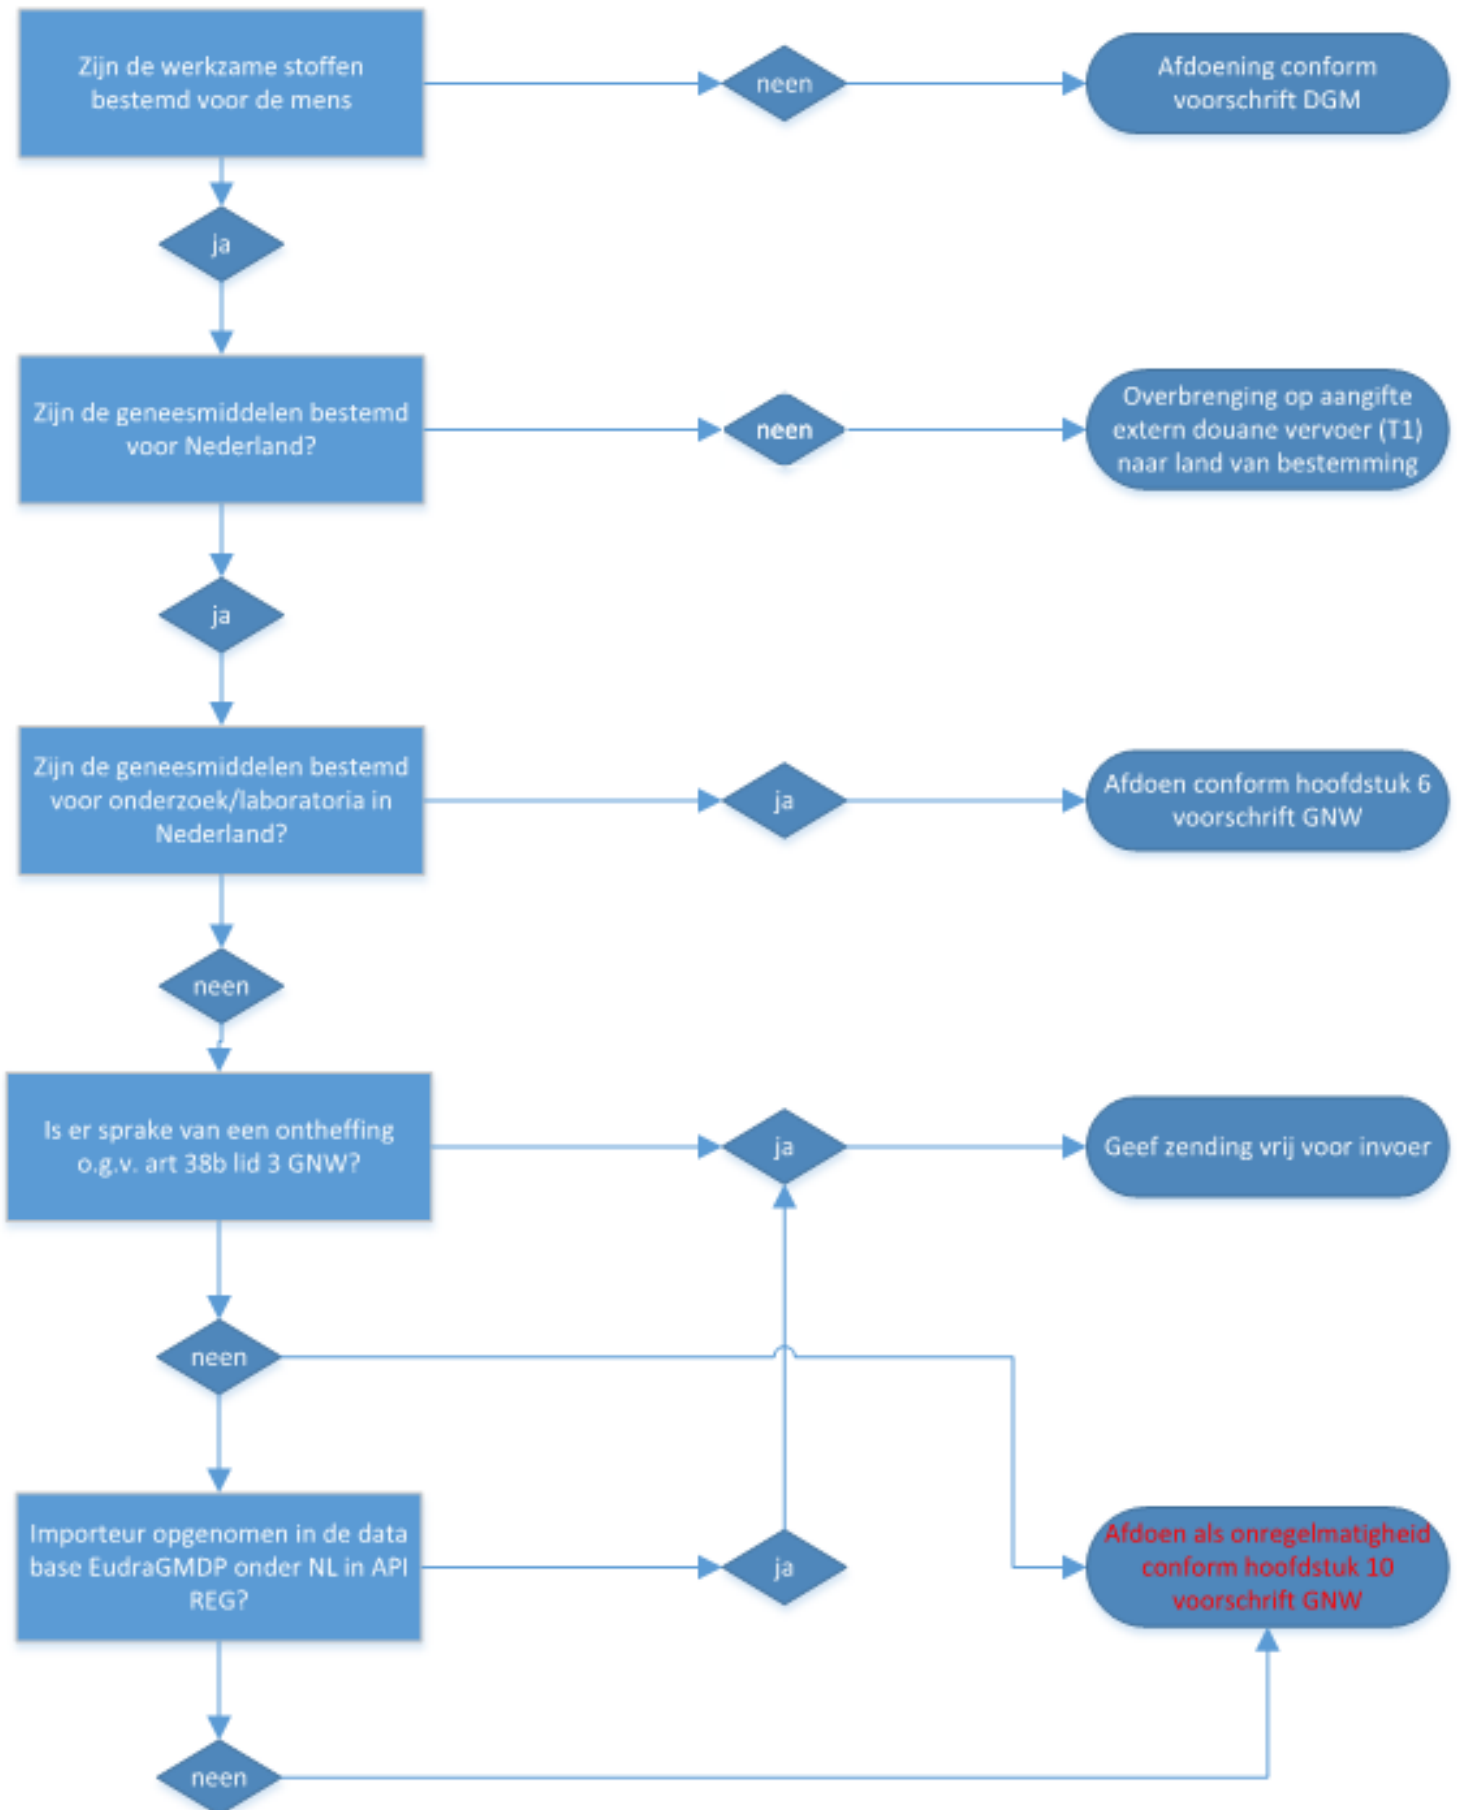 Zijn de werkzame stoffen
bestemd voor de mens
neen
Afdoening conform
voorschrift DGM
ja
Zijn de geneesmiddelen bestemd
voor Nederland?
neen
Overbrenging op aangifte
extern douane vervoer (T1)
naar land van bestemming
ja
Zijn de geneesmiddelen bestemd
voor onderzoek/laboratoria in
Nederland?
ja
Afdoen conform hoofdstuk 6
voorschrift GNW
neen
Is er sprake van een ontheffing
o.g.v. art 38b lid 3 GNW?
ja
Geef zending vrij voor invoer
neen
Importeur opgenomen in de data
base EudraGMDP onder NL in API
REG?
ja
Afdoen als onregelmatigheid
conform hoofdstuk 10
voorschrift GNW
neen